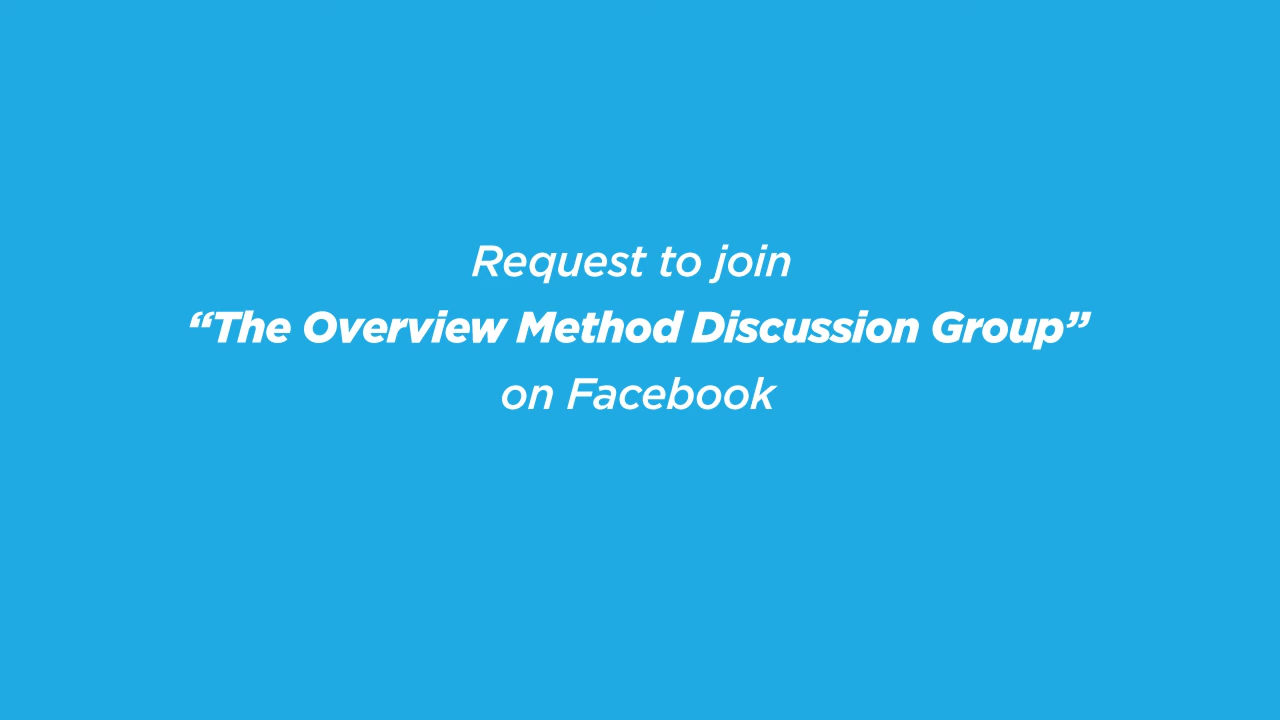 Request to join
“The Overview Method Discussion Group”
on Facebook